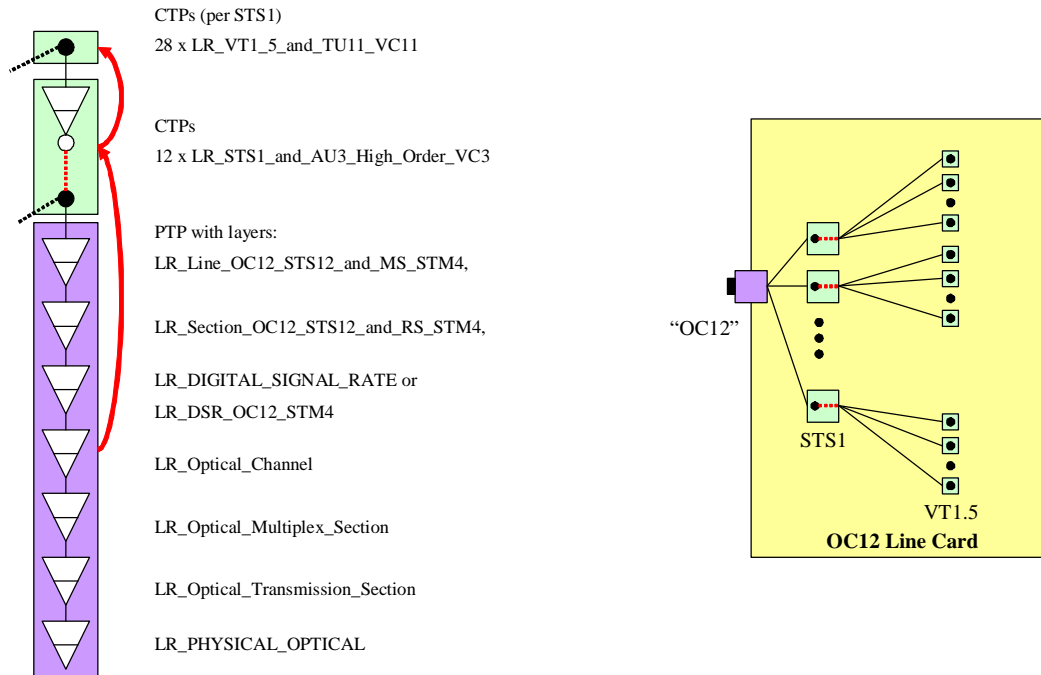 CTPs (per STS1)
28 x LR_VT1_5_and_TU11_VC11
CTPs
12 x LR_STS1_and_AU3_High_Order_VC3
PTP with layers:
LR_Line_OC12_STS12_and_MS_STM4,
LR_Section_OC12_STS12_and_RS_STM4,
LR_DIGITAL_SIGNAL_RATE or
LR_DSR_OC12_STM4
LR_Optical_Channel
LR_Optical_Multiplex_Section
LR_Optical_Transmission_Section
LR_PHYSICAL_OPTICAL
“OC12”
STS1
VT1.5
OC12 Line Card